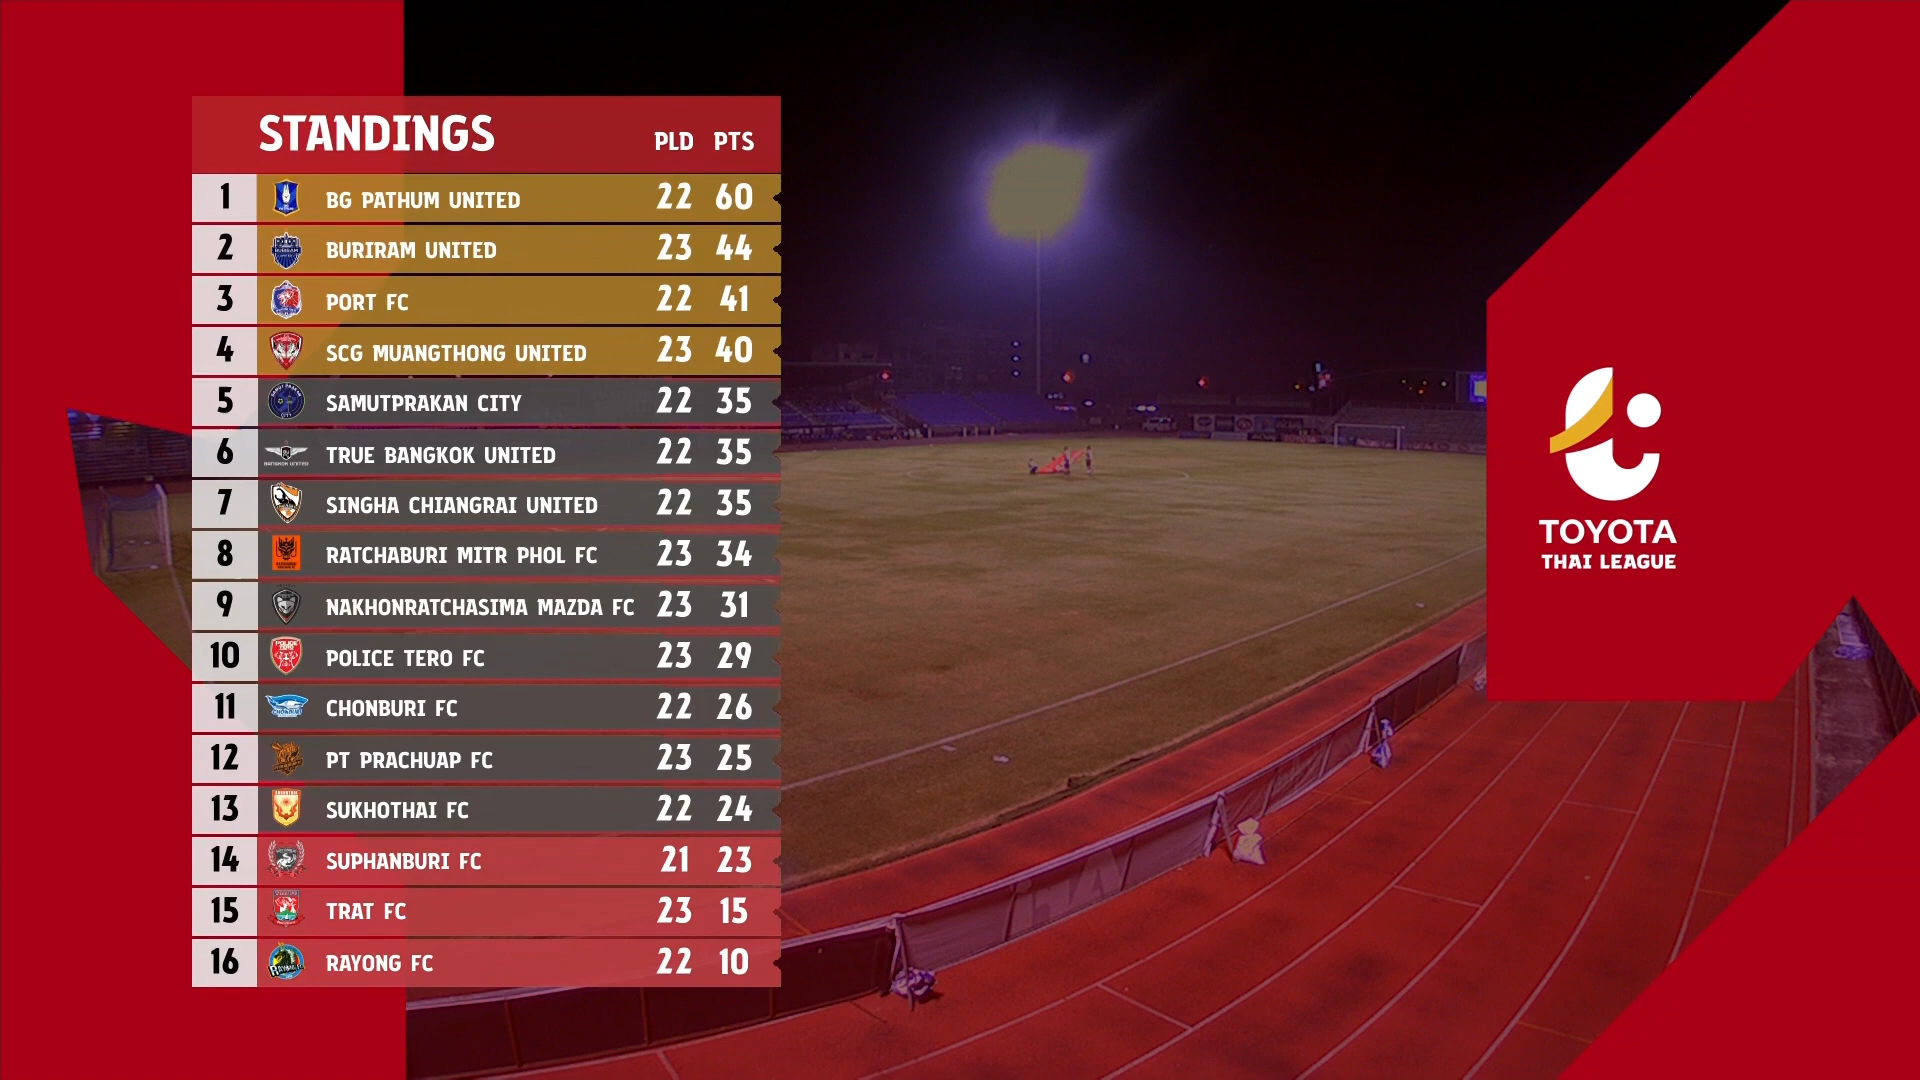 STANDINGS PLD PTS
1 BG PATHUM UNITED 22 60
2 BURIRAM UNITED 23 44
3 PORT FC 22 41
4 SCG MUANGTHONG UNITED 23 40
5 SAMUTPRAKAN CITY 22 35
6 TRUE BANGKOK UNITED 22 35
7 SINGHA CHIANGRAI UNITED 22 35
8 RATCHABURI MITR PHOL FC 23 34
9 NAKHONRATCHASIMA MAZDA FC 23 31
10 POLICE TERO FC 23 29
11 CHONBURI FC 22 26
12 PT PRACHUAP FC 23 25
13 SUKHOTHAI FC 22 24
14 SUPHANBURI FC 21 23
15 TRAT FC 23 15
16 RAYONG FC 22 10
TOYOTA
THAI LEAGUE